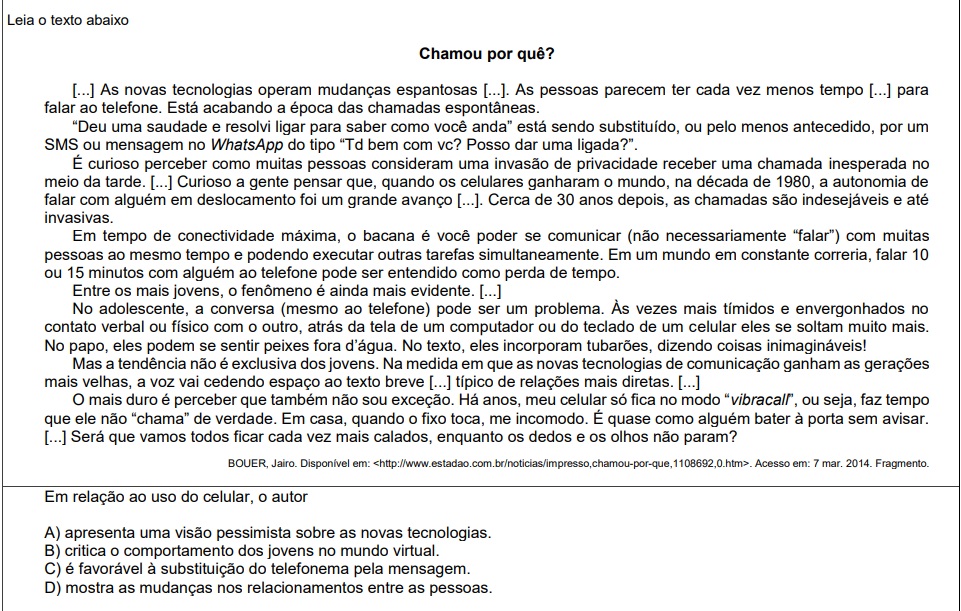 Leia o texto abaixo
Chamou por quê?
[...] As novas tecnologias operam mudanças espantosas [...]. As pessoas parecem ter cada vez menos tempo [...] para
falar ao telefone. Está acabando a época das chamadas espontâneas.
“Deu uma saudade e resolvi ligar para saber como você anda” está sendo substituído, ou pelo menos antecedido, por um
SMS ou mensagem no WhatsApp do tipo “Td bem com vc? Posso dar uma ligada?”.
É curioso perceber como muitas pessoas consideram uma invasão de privacidade receber uma chamada inesperada no
meio da tarde. [...] Curioso a gente pensar que, quando os celulares ganharam o mundo, na década de 1980, a autonomia de
falar com alguém em deslocamento foi um grande avanço [...]. Cerca de 30 anos depois, as chamadas são indesejáveis e até
invasivas.
Em tempo de conectividade máxima, o bacana é você poder se comunicar (não necessariamente “falar”) com muitas
pessoas ao mesmo tempo e podendo executar outras tarefas simultaneamente. Em um mundo em constante correria, falar 10
ou 15 minutos com alguém ao telefone pode ser entendido como perda de tempo.
Entre os mais jovens, o fenômeno é ainda mais evidente. [...]
No adolescente, a conversa (mesmo ao telefone) pode ser um problema. Às vezes mais tímidos e envergonhados no
contato verbal ou físico com o outro, atrás da tela de um computador ou do teclado de um celular eles se soltam muito mais.
No papo, eles podem se sentir peixes fora d’água. No texto, eles incorporam tubarões, dizendo coisas inimagináveis!
Mas a tendência não é exclusiva dos jovens. Na medida em que as novas tecnologias de comunicação ganham as gerações
mais velhas, a voz vai cedendo espaço ao texto breve [...] típico de relações mais diretas. [...]
O mais duro é perceber que também não sou exceção. Há anos, meu celular só fica no modo “vibracall”, ou seja, faz tempo
que ele não “chama” de verdade. Em casa, quando o fixo toca, me incomodo. É quase como alguém bater à porta sem avisar.
[...] Será que vamos todos ficar cada vez mais calados, enquanto os dedos e os olhos não param?
BOUER, Jairo. Disponível em: <http://www.estadao.com.br/noticias/impresso,chamou-por-que,1108692,0.htm>. Acesso em: 7 mar. 2014. Fragmento.
Em relação ao uso do celular, o autor
A) apresenta uma visão pessimista sobre as novas tecnologias.
B) critica o comportamento dos jovens no mundo virtual.
C) é favorável à substituição do telefonema pela mensagem.
D) mostra as mudanças nos relacionamentos entre as pessoas.